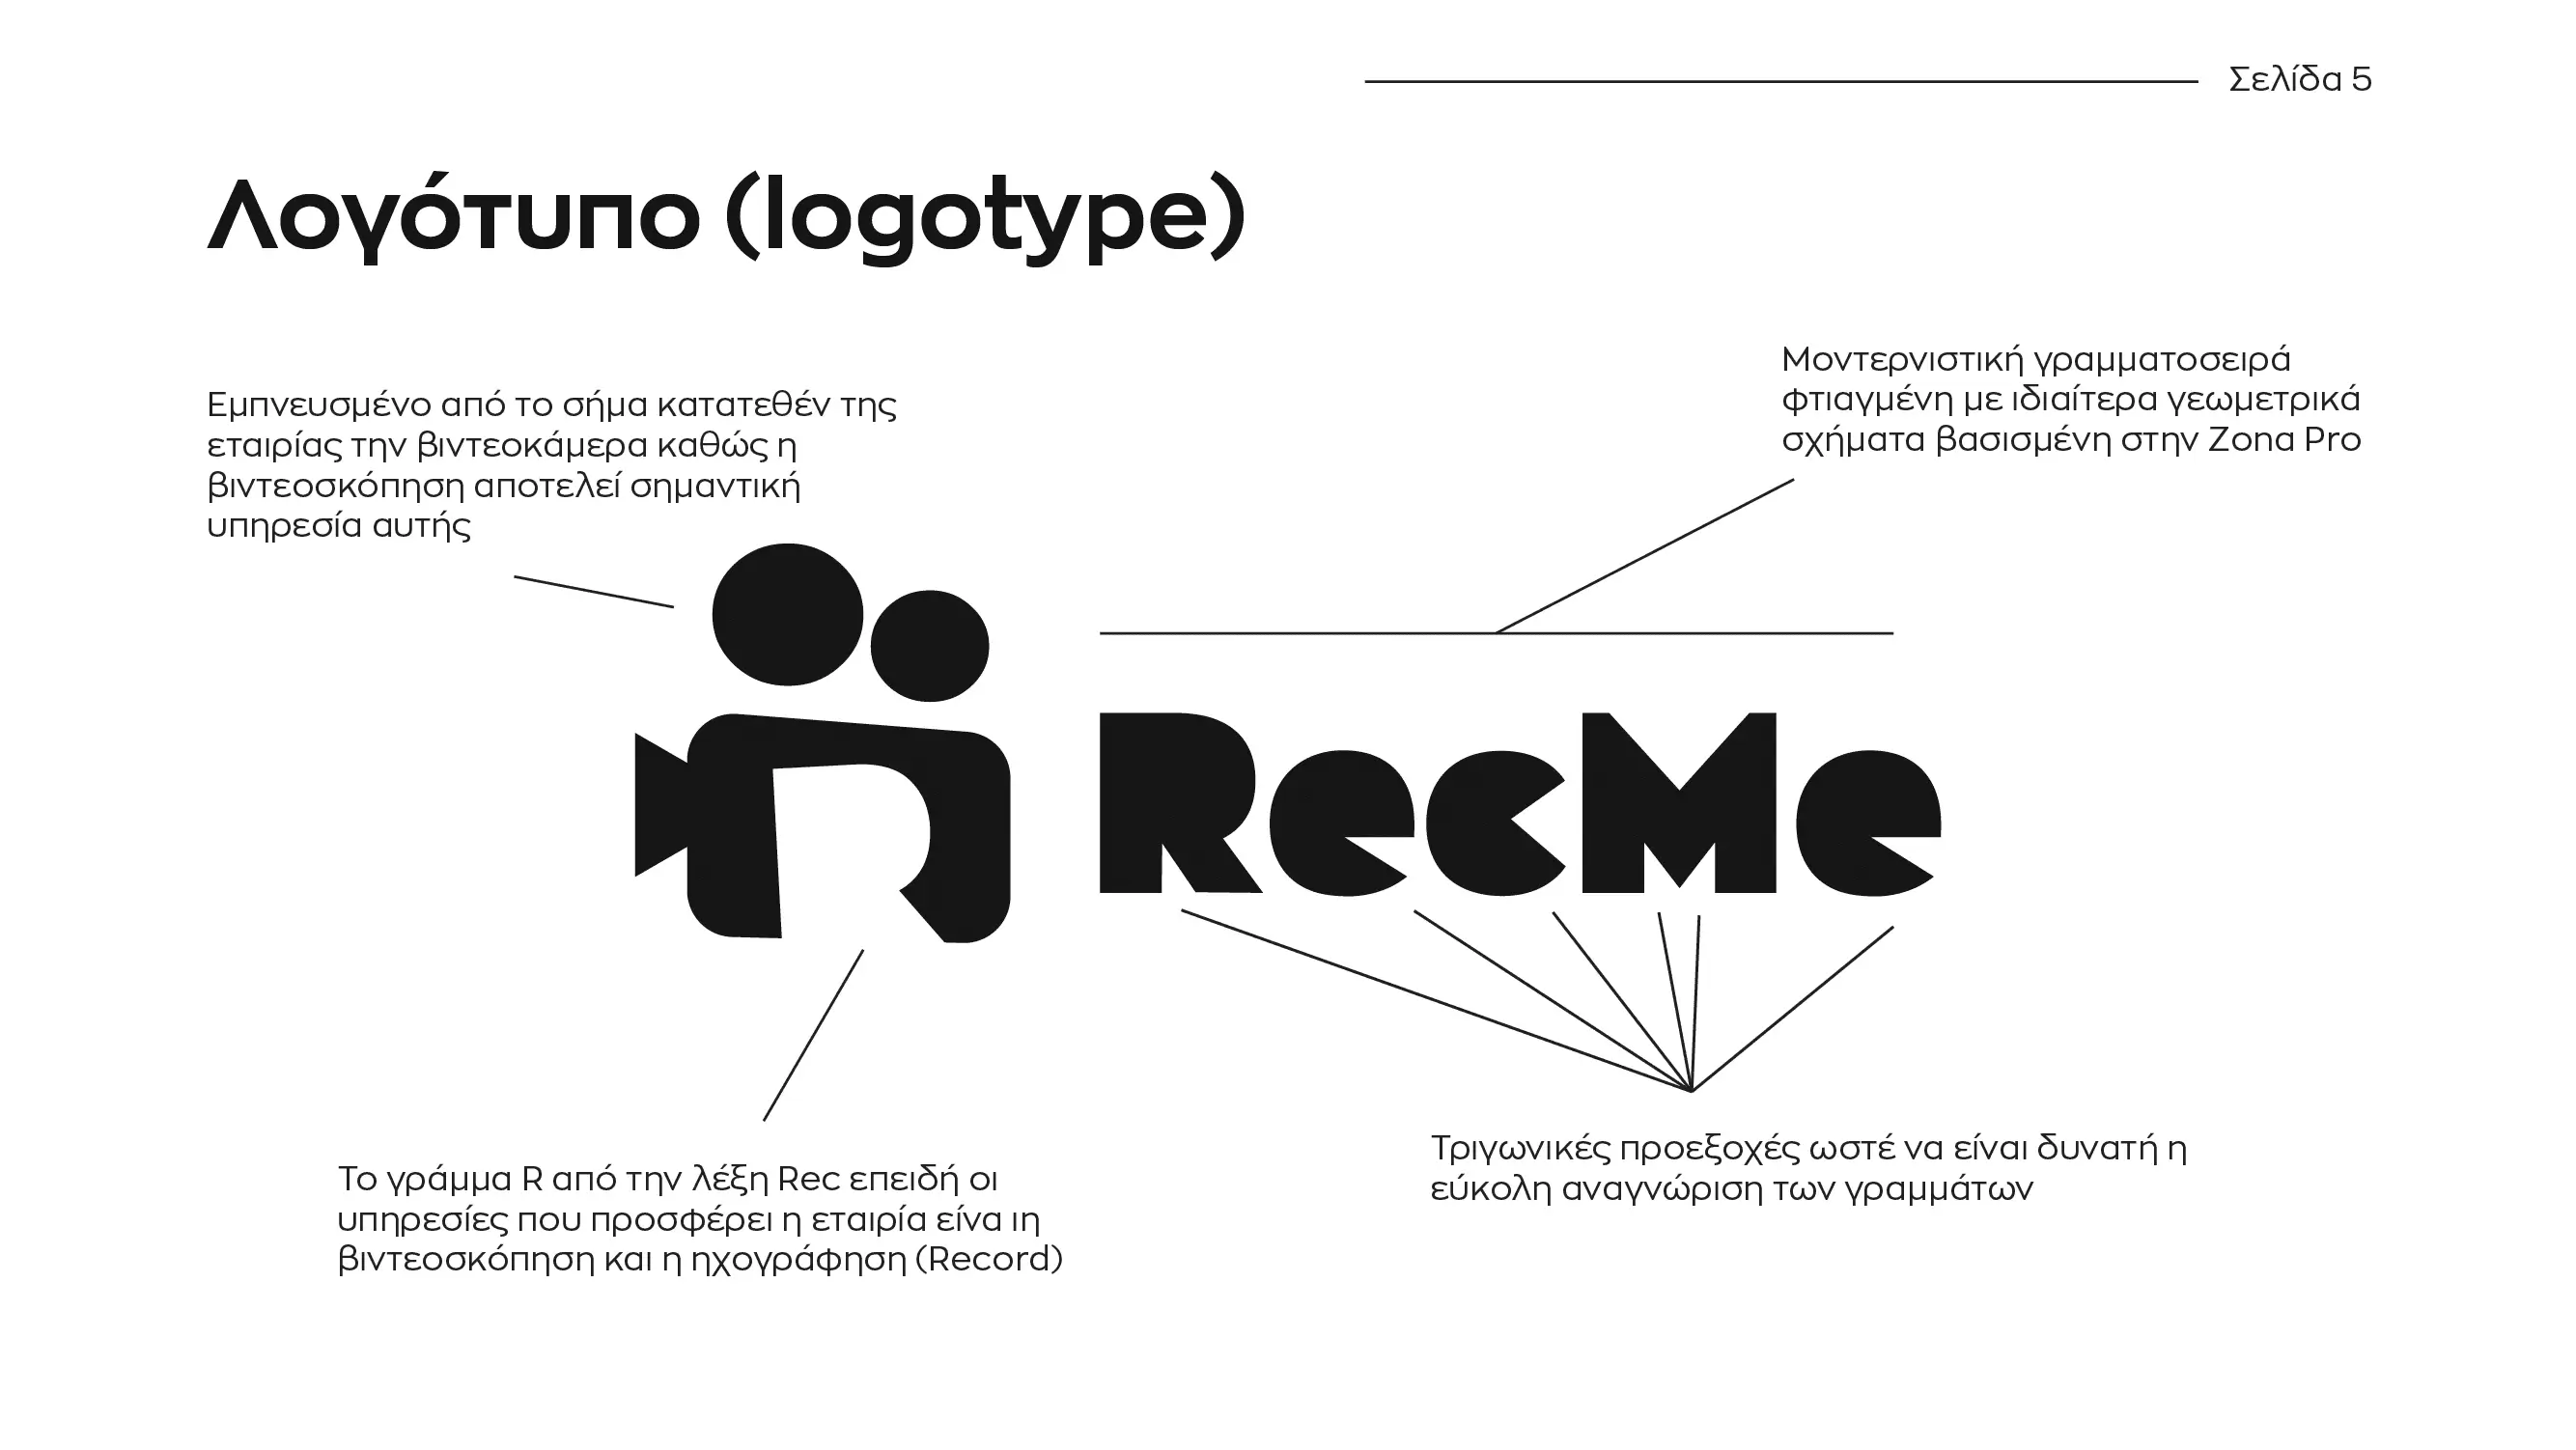 Σελίδα 5
Λογότυπο (logotype)
Εμπνευσμένο από το σήμα κατατεθέν της
εταιρίας την βιντεοκάμερα καθώς η
βιντεοσκόπηση αποτελεί σημαντική
υπηρεσία αυτής
Μοντερνιστική γραμματοσειρά
φτιαγμένη με ιδιαίτερα γεωμετρικά
σχήματα βασισμένη στην Zona Pro
RecMe
Το γράμμα R από την λέξη Rec επειδή οι
υπηρεσίες που προσφέρει η εταιρία είνα ιη
βιντεοσκόπηση και η ηχογράφηση (Record)
Τριγωνικές προεξοχές ωστέ να είναι δυνατή η
εύκολη αναγνώριση των γραμμάτων